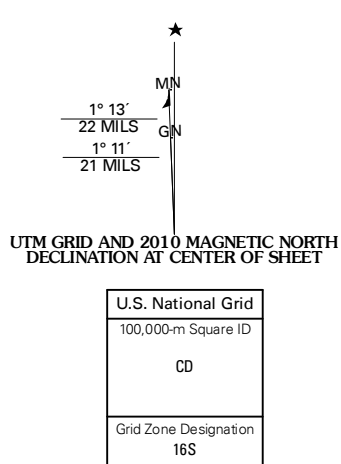 MN
1° 13´
22 MILS
GN
1° 11´
21 MILS
UTM GRID AND 2010 MAGNETIC NORTH
DECLINATION AT CENTER OF SHEET
U.S. National Grid
100,000-m Square ID
CD
Grid Zone Designation
16S